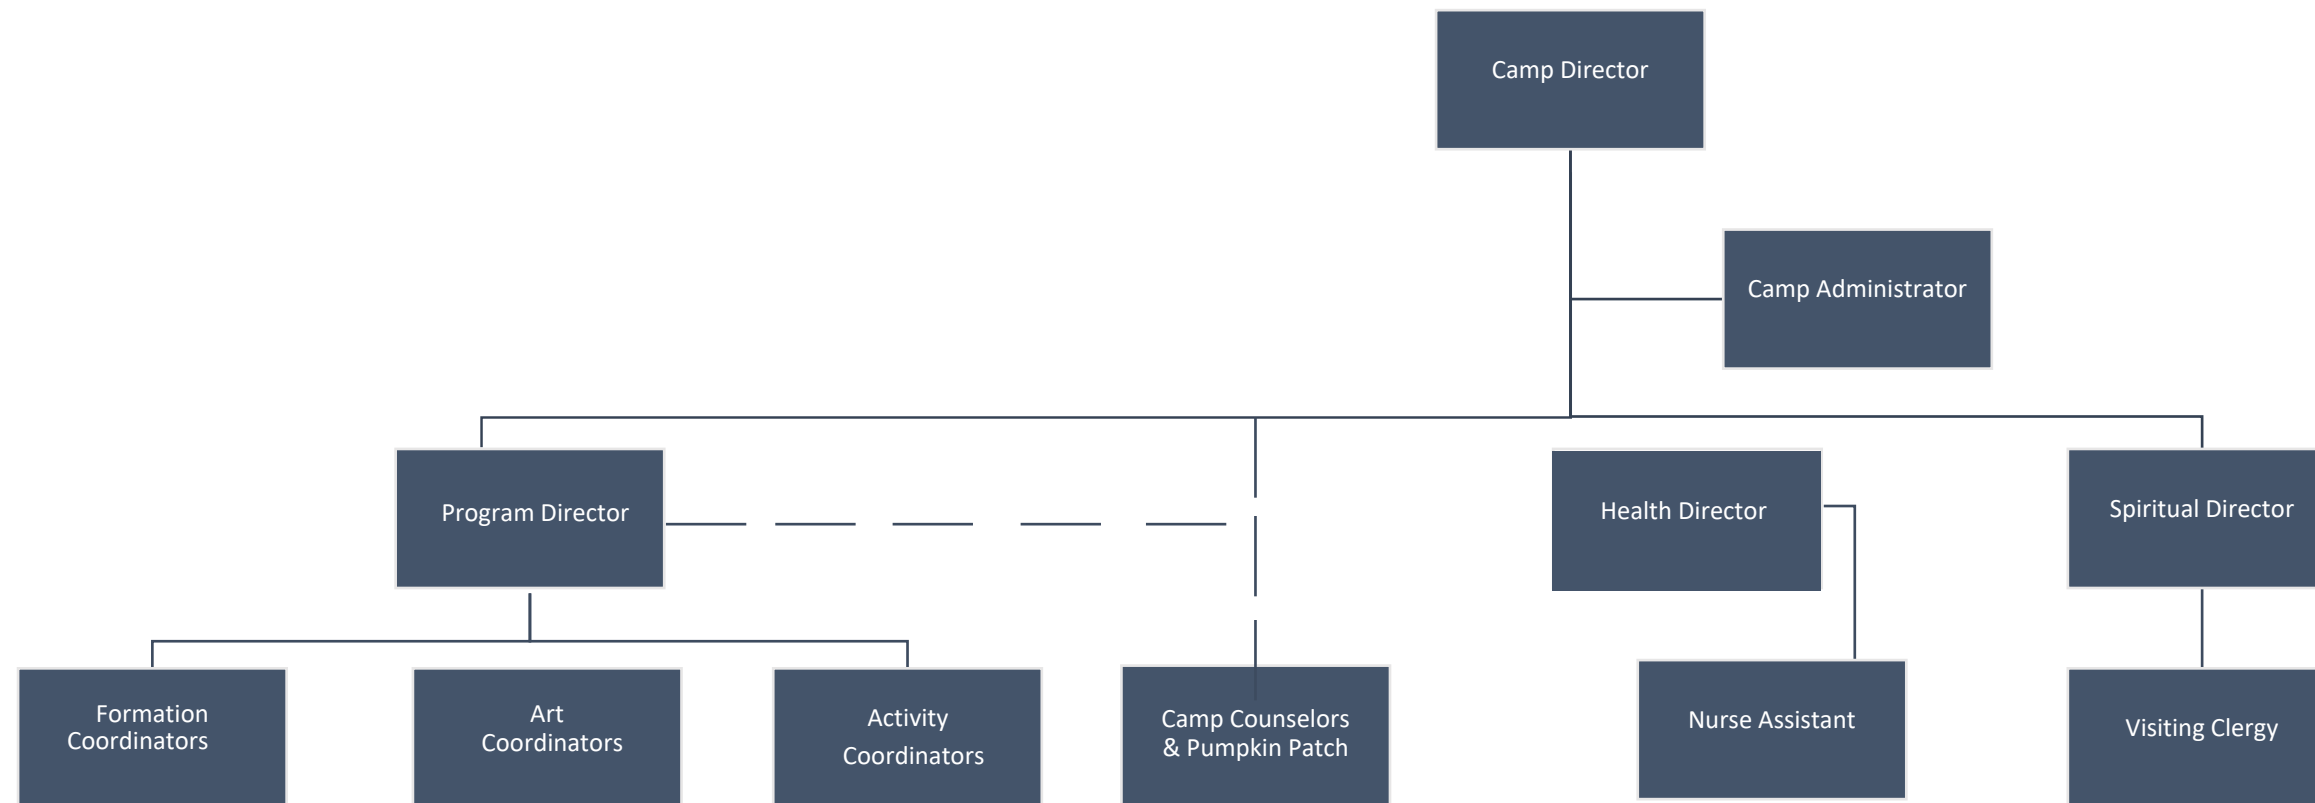 Camp Director
Camp Administrator
Program Director
Health Director
Spiritual Director
Formation
Coordinators
Art
Coordinators
Activity
Coordinators
Camp Counselors
& Pumpkin Patch
Nurse Assistant
Visiting Clergy